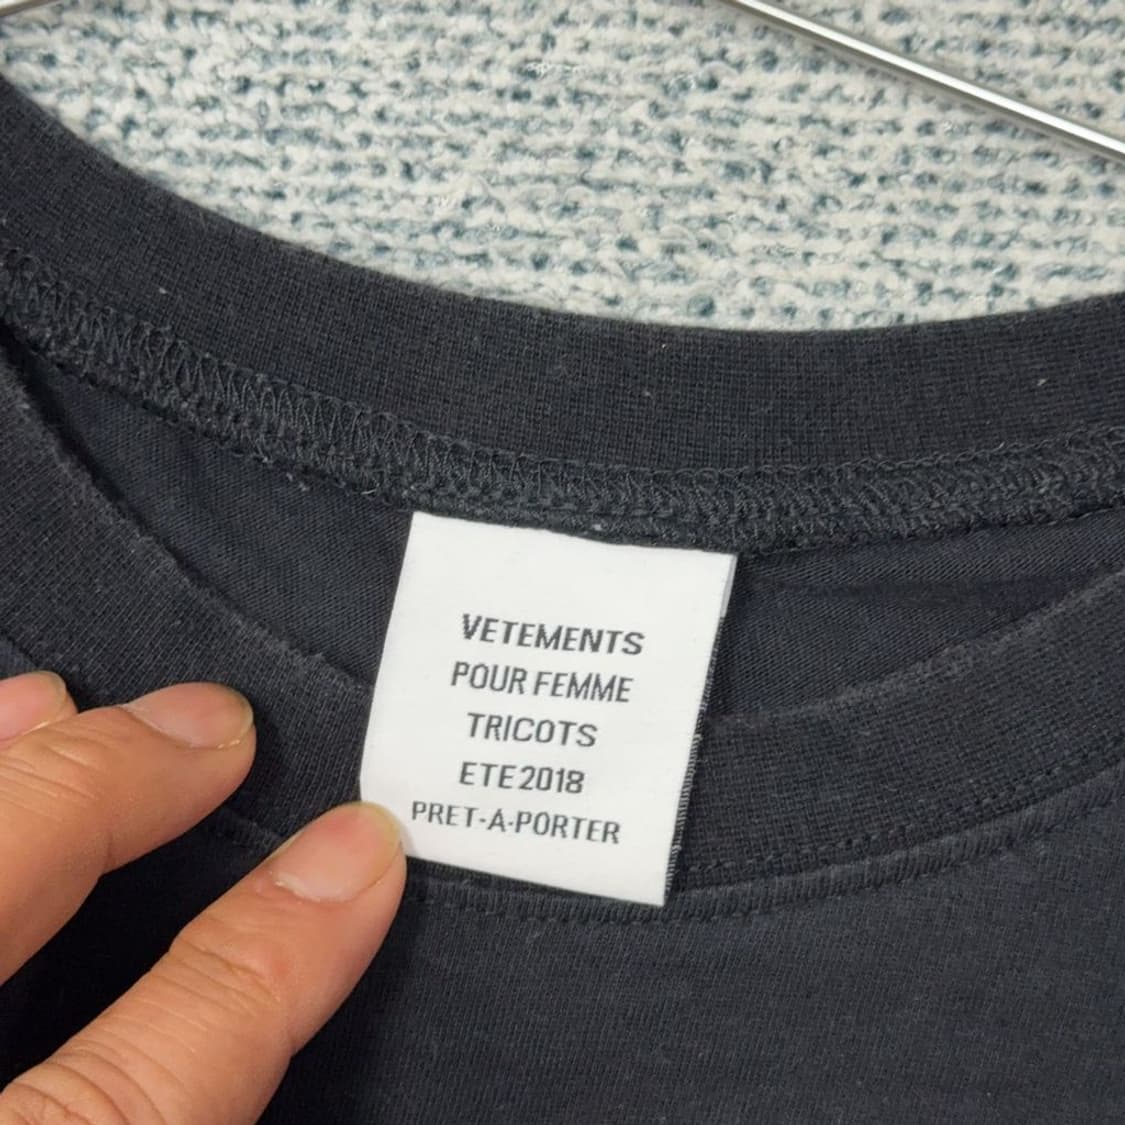 VETEMENTS
POUR FEMME
TRICOTS
ETE 2018
PRET-A-PORTER